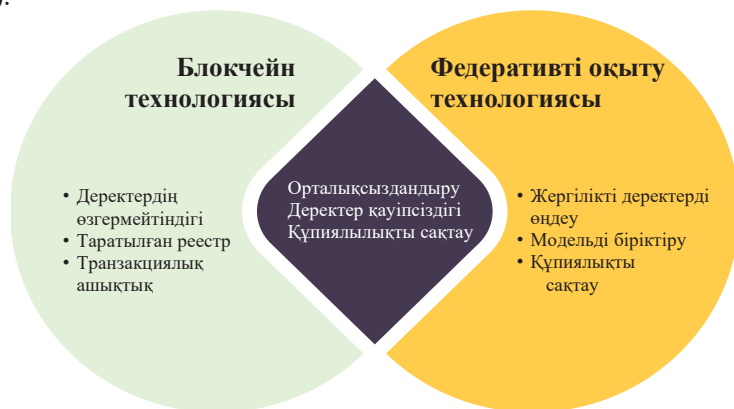 Блокчейн
технологиясы
• Деректердің
өзгермейтіндігі
• Таратылған реестр
• Транзакциялық
ашықтық
Орталықсыздандыру
Деректер қауіпсіздігі
Құпиялылықты сақтау
Федеративті оқыту
технологиясы
• Жергілікті деректерді
өңдеу
• Модельді біріктіру
• Құпиялықты
сақтау